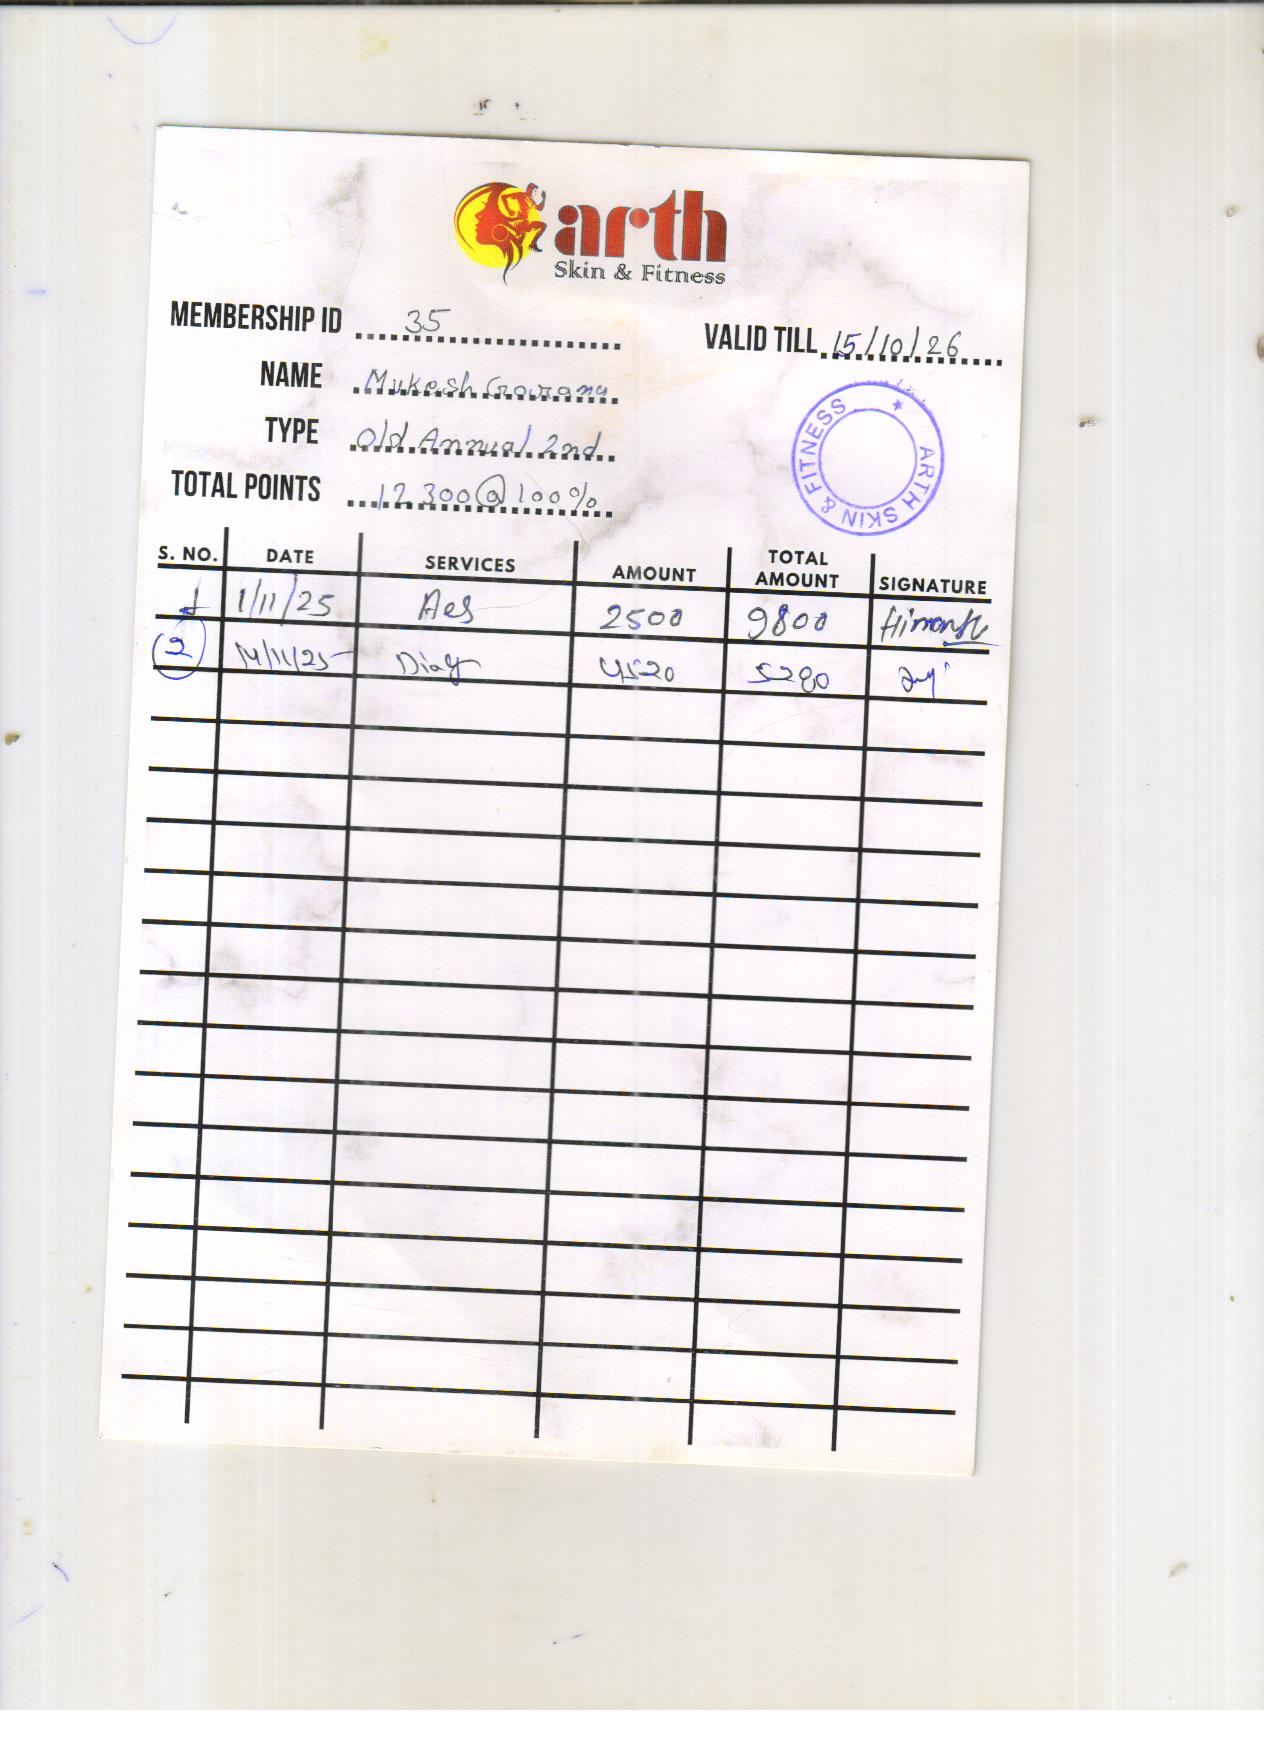 arth
Skin & Fitness
MEMBERSHIP ID 35
VALID TILL 15/10/26
NAME Mukesh
TYPE Old Annual 2nd
TOTAL POINTS 12300@100%
ARTH SKIN & FITNESS
S. NO. DATE SERVICES AMOUNT TOTAL AMOUNT SIGNATURE
1 1/11/25 Aes 2500 9800
2 14/11/25 Diag 4520 5280